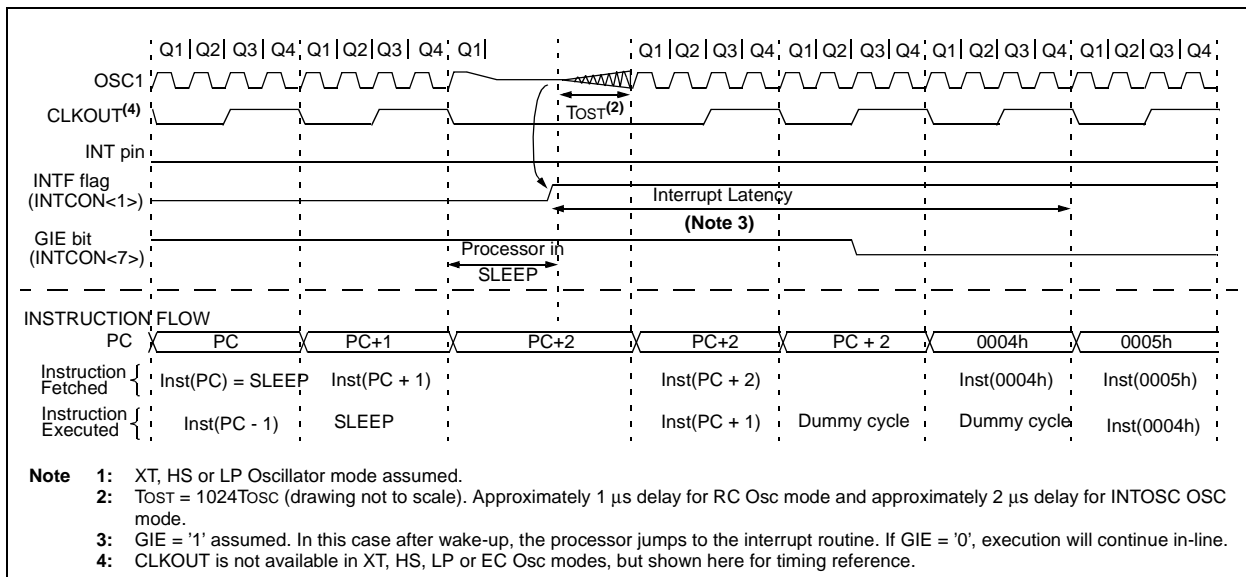 Q1 | Q2 | Q3 | Q4 Q1 | Q2 | Q3 | Q4 Q1 | Q1 | Q2 | Q3 | Q4 Q1 | Q2 | Q3 | Q4 Q1 | Q2 | Q3 | Q4 Q1 | Q2 | Q3 | Q4
OSC1
CLKOUT(4)
TOST(2)
INT pin
INTF flag
(INTCON<1>)
Interrupt Latency
(Note 3)
GIE bit
(INTCON<7>)
Processor in
SLEEP
INSTRUCTION FLOW
PC PC PC+1 PC+2 PC+2 PC + 2 0004h 0005h
Instruction
Fetched { Inst(PC) = SLEEP Inst(PC + 1) Inst(PC + 2) Inst(0004h) Inst(0005h)
Instruction
Executed { Inst(PC - 1) SLEEP Inst(PC + 1) Dummy cycle Dummy cycle Inst(0004h)
Note 1: XT, HS or LP Oscillator mode assumed.
2: TOST = 1024TOSC (drawing not to scale). Approximately 1 μs delay for RC Osc mode and approximately 2 μs delay for INTOSC OSC
mode.
3: GIE = '1' assumed. In this case after wake-up, the processor jumps to the interrupt routine. If GIE = '0', execution will continue in-line.
4: CLKOUT is not available in XT, HS, LP or EC Osc modes, but shown here for timing reference.